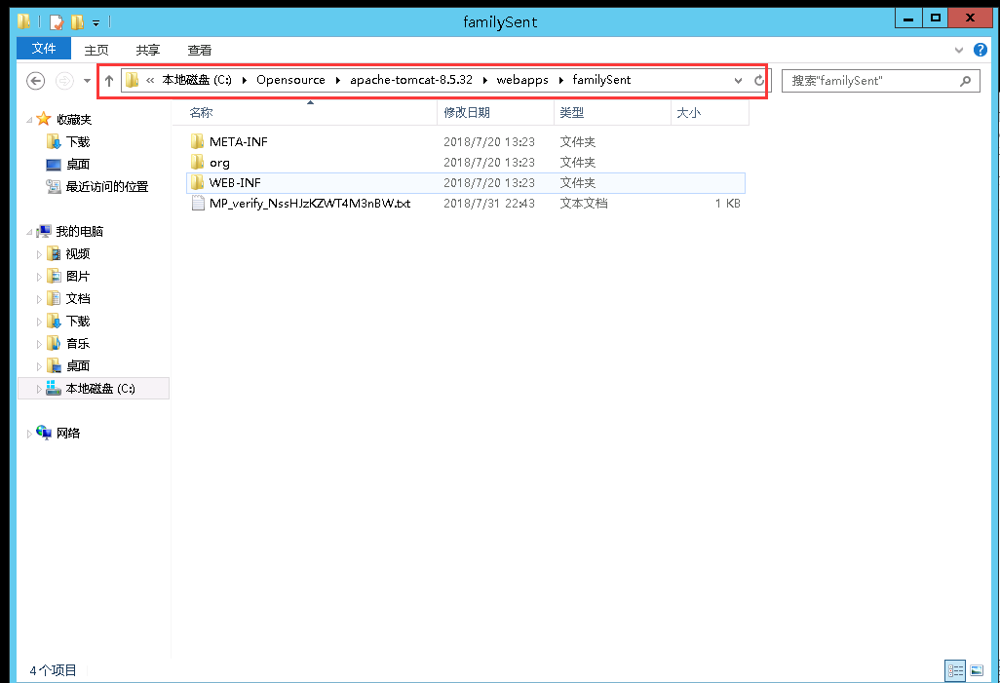 familySent
文件 主页 共享 查看
« 本地磁盘 (C:) Opensource apache-tomcat-8.5.32 webapps familySent 搜索"familySent"
名称 修改日期 类型 大小
META-INF 2018/7/20 13:23 文件夹
org 2018/7/20 13:23 文件夹
WEB-INF 2018/7/20 13:23 文件夹
MP_verify_NssHJzKZWT4M3nBW.txt 2018/7/31 22:43 文本文档 1 KB
收藏夹
下载
桌面
最近访问的位置
我的电脑
视频
图片
文档
下载
音乐
桌面
本地磁盘 (C:)
网络
4 个项目